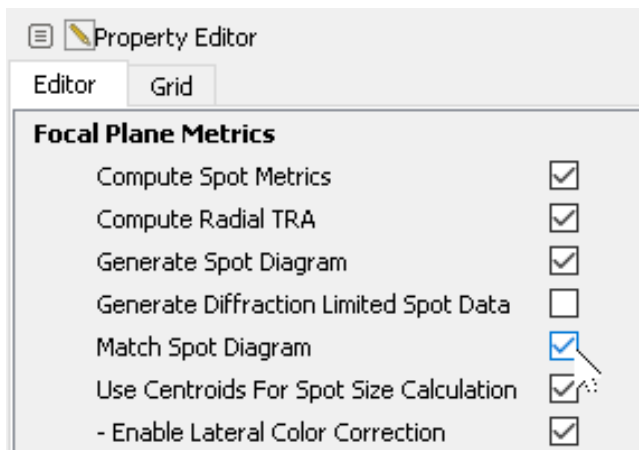 Property Editor
Editor Grid
Focal Plane Metrics
Compute Spot Metrics
Compute Radial TRA
Generate Spot Diagram
Generate Diffraction Limited Spot Data
Match Spot Diagram
Use Centroids For Spot Size Calculation
- Enable Lateral Color Correction